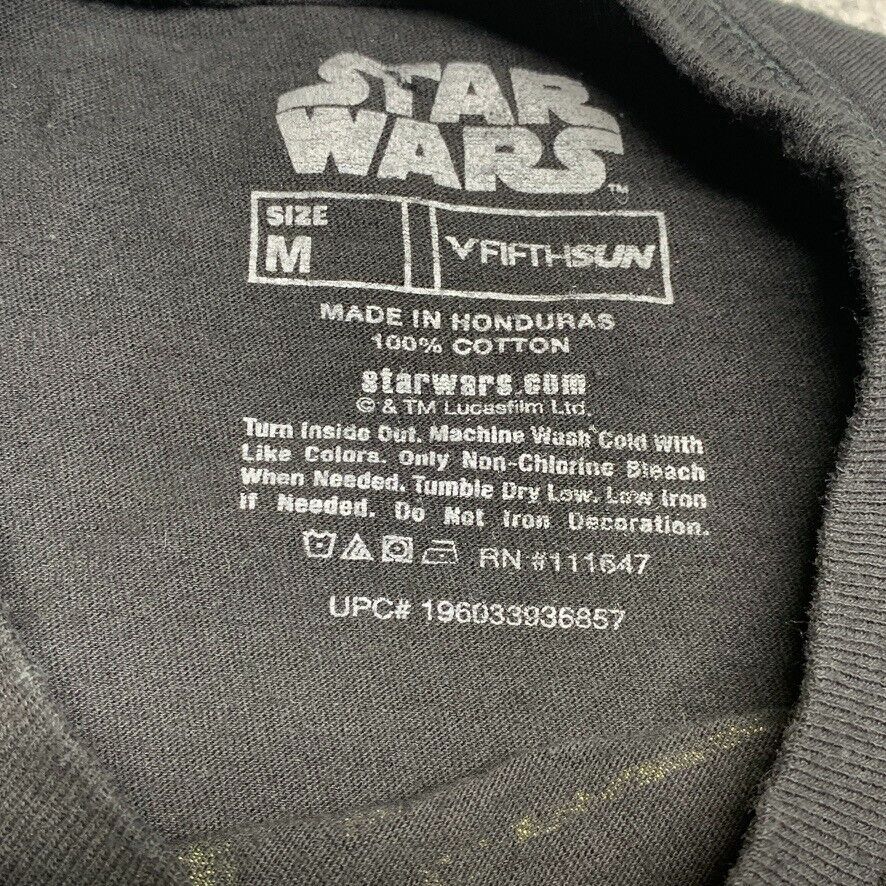 STAR
WARS™
SIZE
M
FIFTHSUN
MADE IN HONDURAS
100% COTTON
starwars.com
© & TM Lucasfilm Ltd.
Turn Inside Out. Machine Wash Cold With
Like Colors. Only Non-Chlorine Bleach
When Needed. Tumble Dry Low. Low Iron
If Needed. Do Not Iron Decoration.
RN #111647
UPC# 196033936857